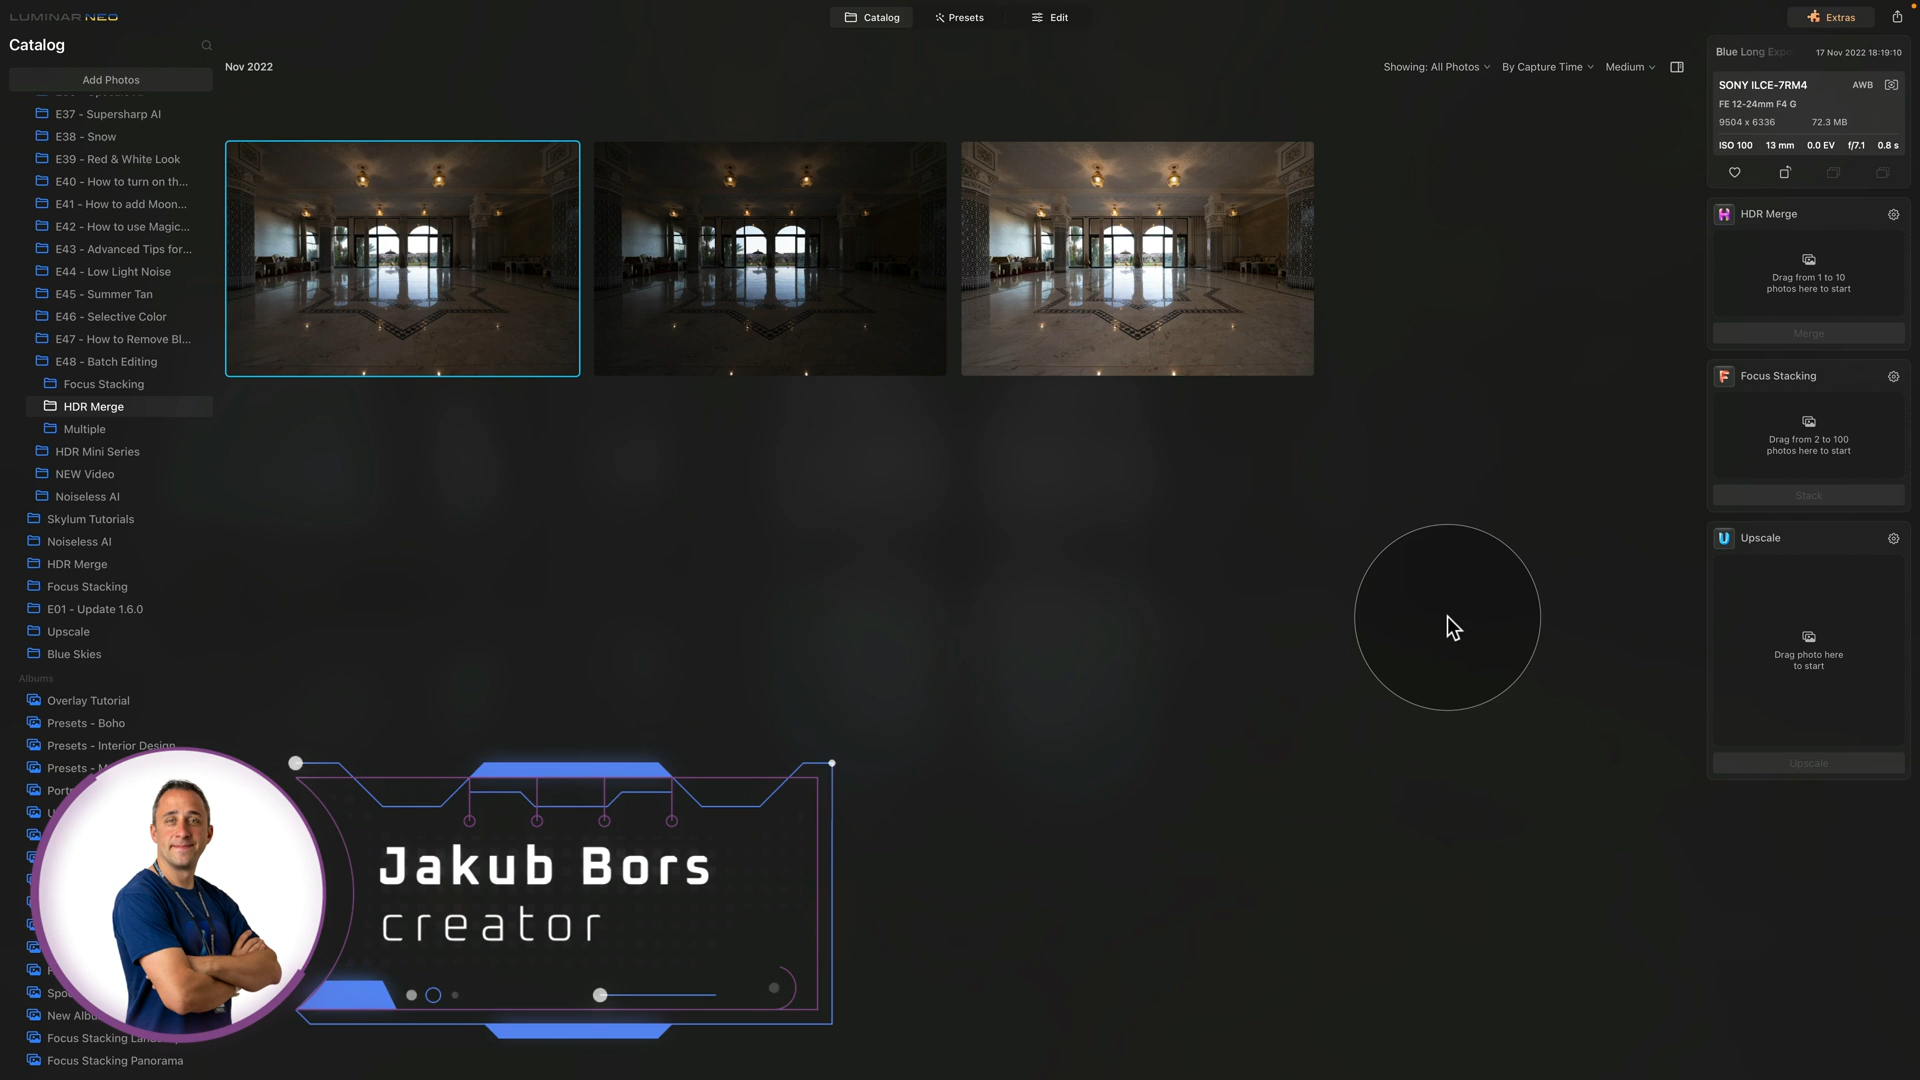 LUMINAR NEO
Catalog
Presets
Edit
Extras
Catalog
Add Photos
E37 - Supersharp AI
E38 - Snow
E39 - Red & White Look
E40 - How to turn on th...
E41 - How to add Moon...
E42 - How to use Magic...
E43 - Advanced Tips for...
E44 - Low Light Noise
E45 - Summer Tan
E46 - Selective Color
E47 - How to Remove Bl...
E48 - Batch Editing
Focus Stacking
HDR Merge
Multiple
HDR Mini Series
NEW Video
Noiseless AI
Skylum Tutorials
Noiseless AI
HDR Merge
Focus Stacking
E01 - Update 1.6.0
Upscale
Blue Skies
Albums
Overlay Tutorial
Presets - Boho
Presets - Interior Design
Presets -
New Albu
Focus Stacking
Focus Stacking Panorama
Nov 2022
Showing: All Photos
By Capture Time
Medium
Blue Long Expo
17 Nov 2022 18:19:10
SONY ILCE-7RM4 AWB
FE 12-24mm F4 G
9504 x 6336 72.3 MB
ISO 100 13 mm 0.0 EV f/7.1 0.8 s
HDR Merge
Drag from 1 to 10
photos here to start
Merge
Focus Stacking
Drag from 2 to 100
photos here to start
Stack
Upscale
Drag photo here
to start
Upscale
Jakub Bors
creator